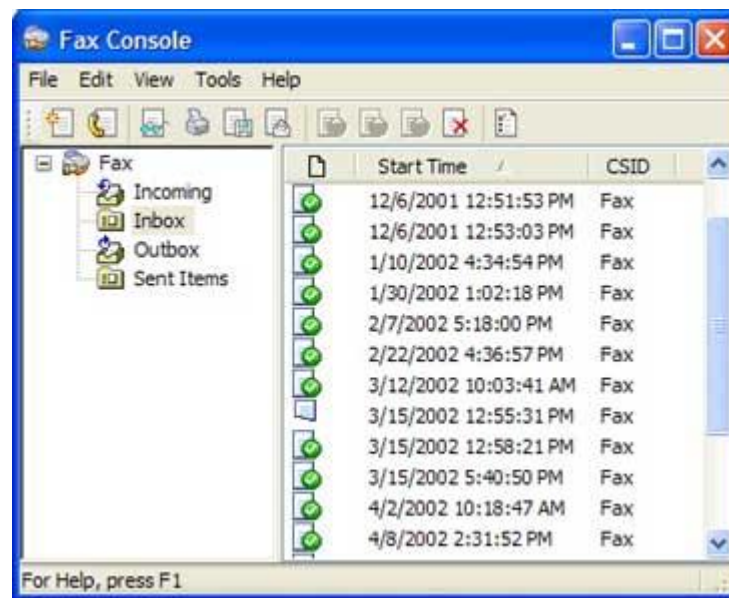 Fax Console
File Edit View Tools Help
Fax
Incoming
Inbox
Outbox
Sent Items
Start Time CSID
12/6/2001 12:51:53 PM Fax
12/6/2001 12:53:03 PM Fax
1/10/2002 4:34:54 PM Fax
1/30/2002 1:02:18 PM Fax
2/7/2002 5:18:00 PM Fax
2/22/2002 4:36:57 PM Fax
3/12/2002 10:03:41 AM Fax
3/15/2002 12:55:31 PM Fax
3/15/2002 12:58:21 PM Fax
3/15/2002 5:40:50 PM Fax
4/2/2002 10:18:47 AM Fax
4/8/2002 2:31:52 PM Fax
For Help, press F1